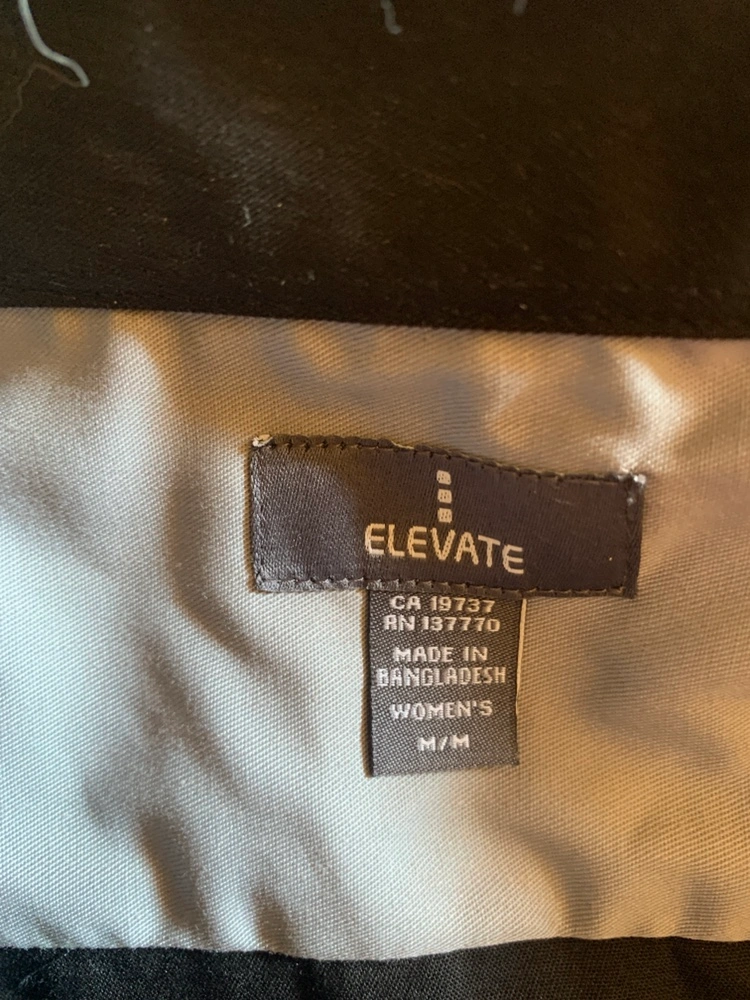 ELEVATE
CA 19737
RN 137770
MADE IN
BANGLADESH
WOMEN'S
M/M